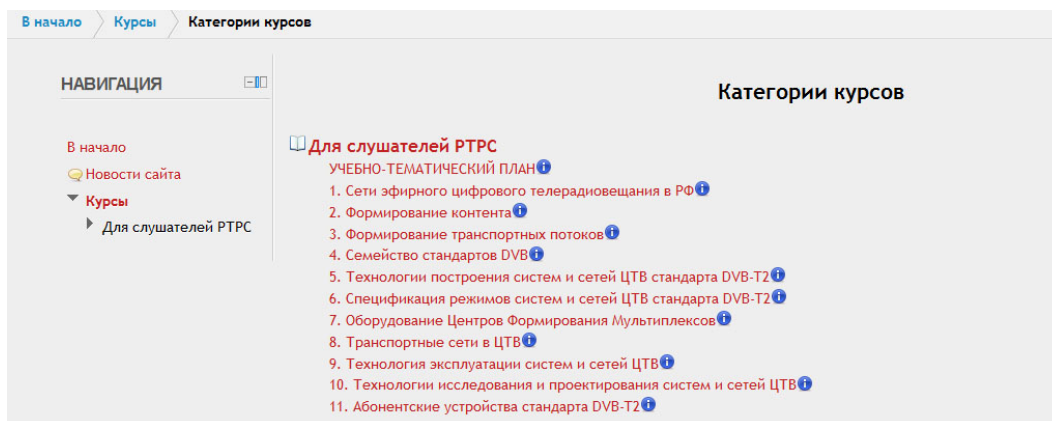 В начало Курсы Категории курсов
НАВИГАЦИЯ
В начало
Новости сайта
Курсы
Для слушателей РТРС
Категории курсов
Для слушателей РТРС
УЧЕБНО-ТЕМАТИЧЕСКИЙ ПЛАН
1. Сети эфирного цифрового телерадиовещания в РФ
2. Формирование контента
3. Формирование транспортных потоков
4. Семейство стандартов DVB
5. Технологии построения систем и сетей ЦТВ стандарта DVB-T2
6. Спецификация режимов систем и сетей ЦТВ стандарта DVB-T2
7. Оборудование Центров Формирования Мультиплексов
8. Транспортные сети в ЦТВ
9. Технология эксплуатации систем и сетей ЦТВ
10. Технологии исследования и проектирования систем и сетей ЦТВ
11. Абонентские устройства стандарта DVB-T2